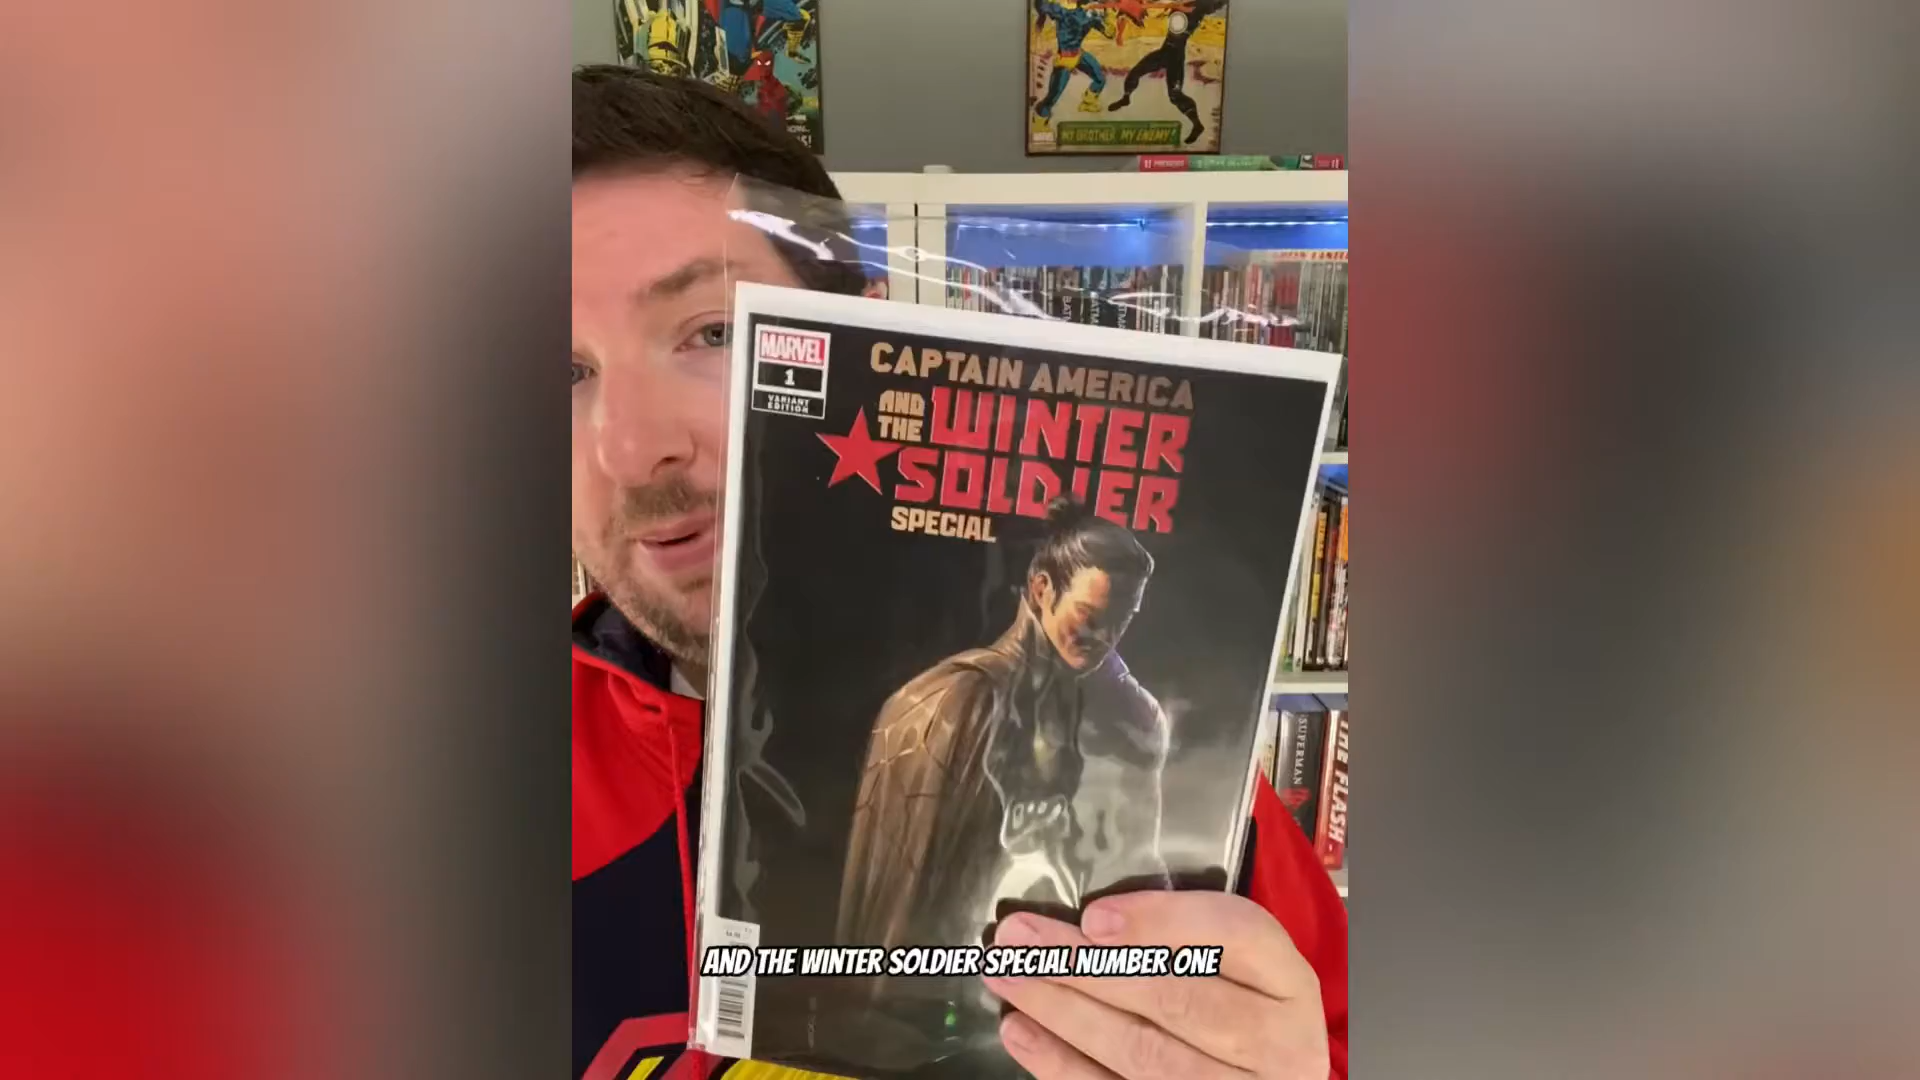 MY BROTHER, MY ENEMY!
MARVEL
1
VARIANT
EDITION
CAPTAIN AMERICA
AND
THE
WINTER
SOLDIER
SPECIAL
SUPERMAN
THE FLASH
AND THE WINTER SOLDIER SPECIAL NUMBER ONE